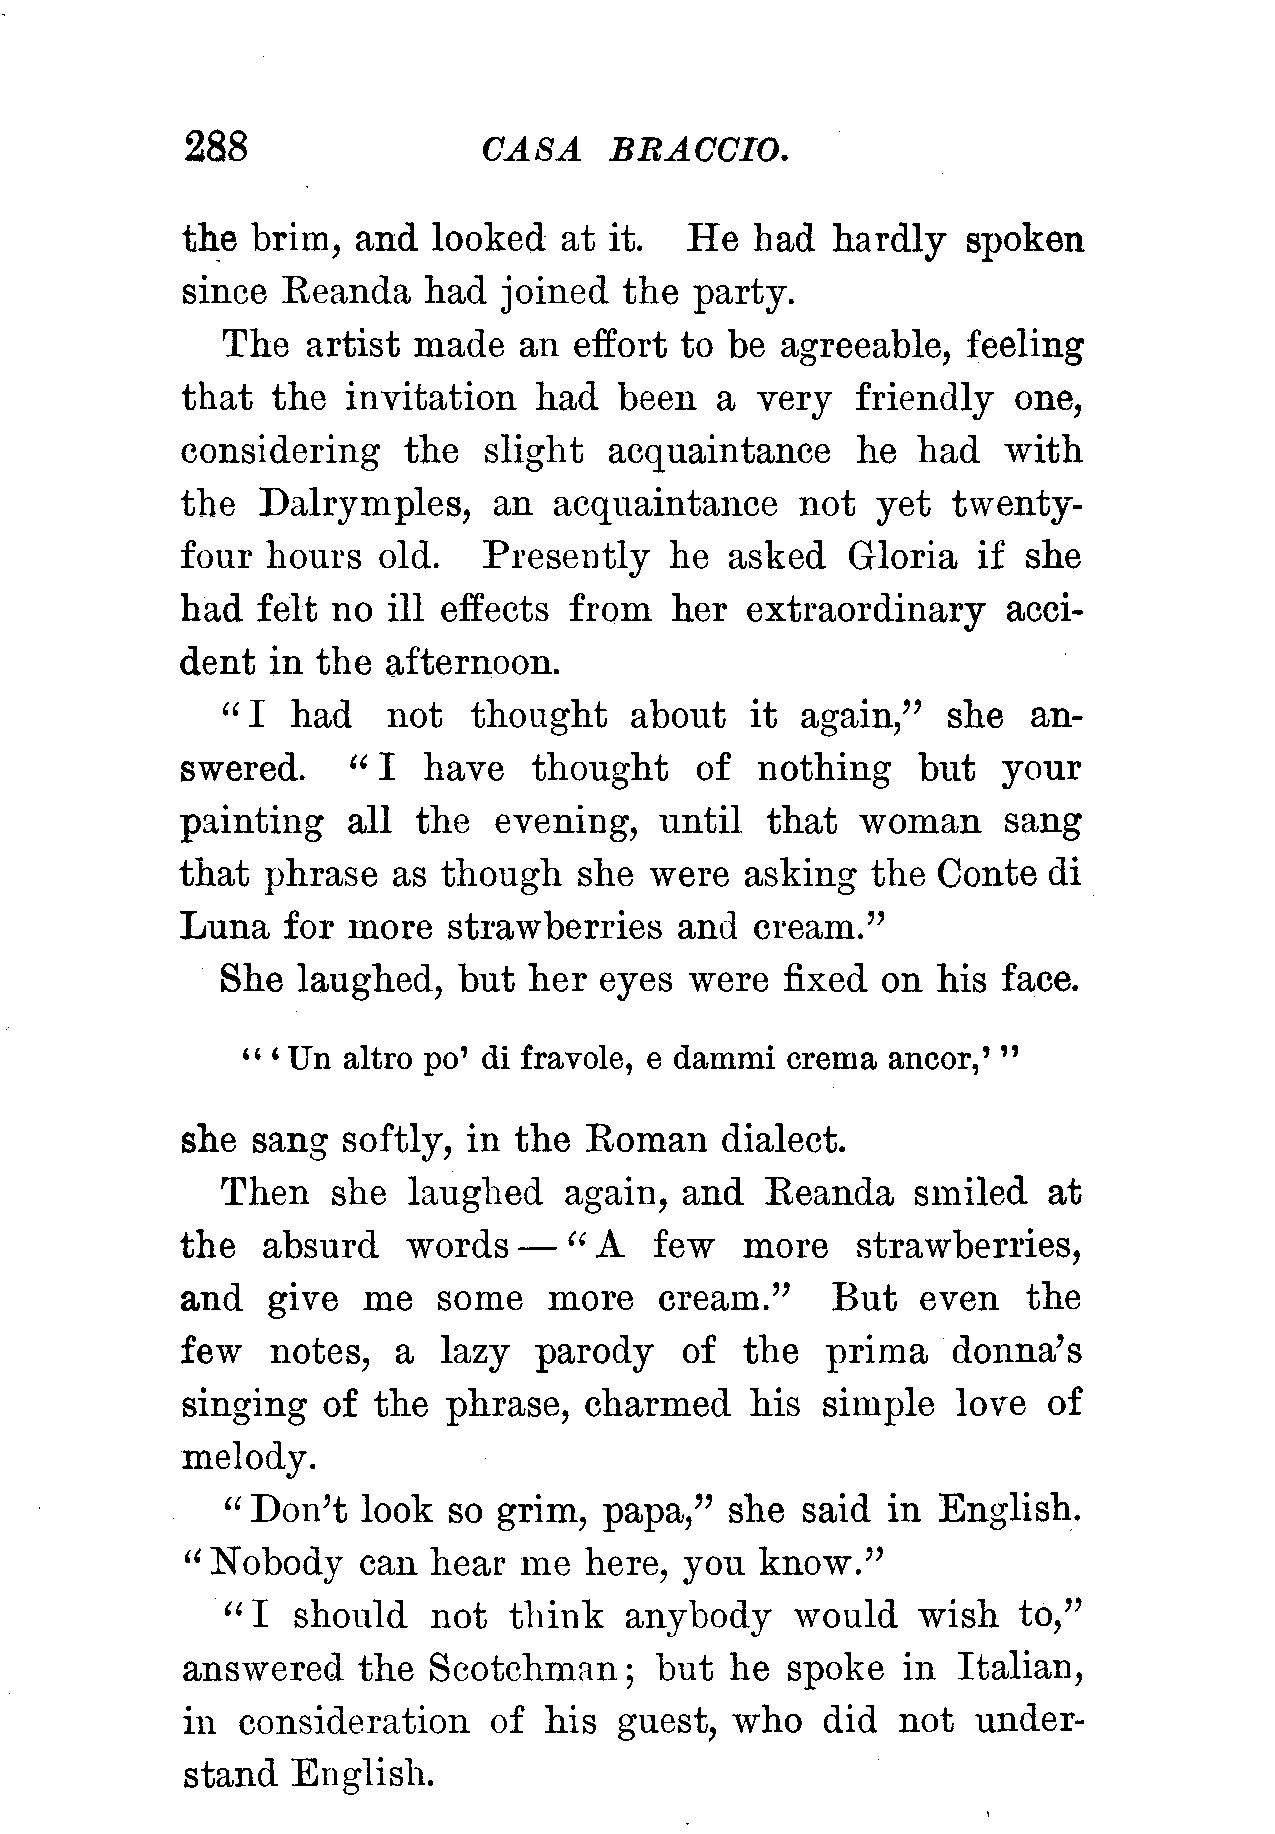 288 CASA BRACCIO.
the brim, and looked at it. He had hardly spoken
since Reanda had joined the party.
The artist made an effort to be agreeable, feeling
that the invitation had been a very friendly one,
considering the slight acquaintance he had with
the Dalrymples, an acquaintance not yet twenty-
four hours old. Presently he asked Gloria if she
had felt no ill effects from her extraordinary acci-
dent in the afternoon.
“I had not thought about it again,” she an-
swered. “I have thought of nothing but your
painting all the evening, until that woman sang
that phrase as though she were asking the Conte di
Luna for more strawberries and cream.”
She laughed, but her eyes were fixed on his face.
“‘Un altro po’ di fravole, e dammi crema ancor,’”
she sang softly, in the Roman dialect.
Then she laughed again, and Reanda smiled at
the absurd words — “A few more strawberries,
and give me some more cream.” But even the
few notes, a lazy parody of the prima donna’s
singing of the phrase, charmed his simple love of
melody.
“Don’t look so grim, papa,” she said in English.
“Nobody can hear me here, you know.”
“I should not think anybody would wish to,”
answered the Scotchman; but he spoke in Italian,
in consideration of his guest, who did not under-
stand English.